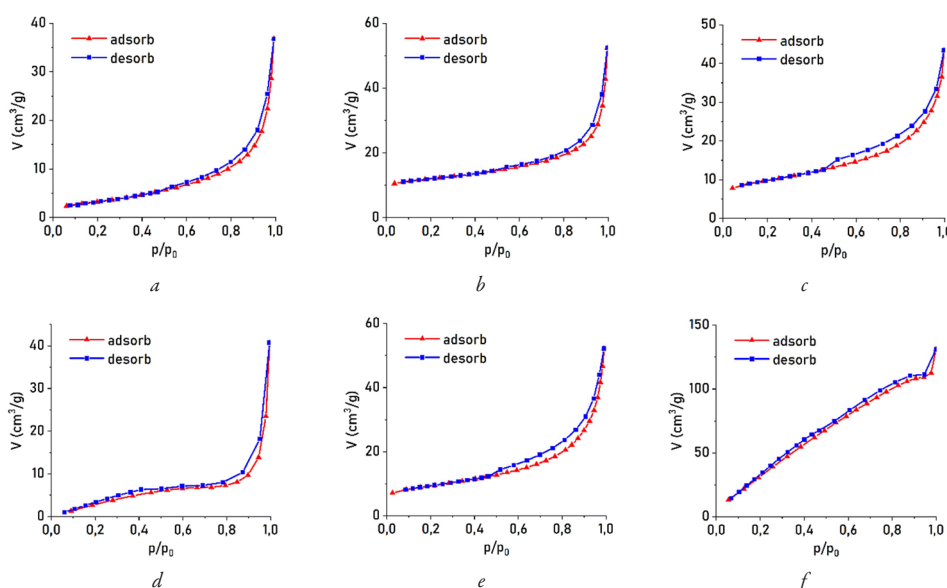 40
30
20
10
0
V (cm³/g)
adsorb
desorb
0,0 0,2 0,4 0,6 0,8 1,0
p/p₀
a
60
40
20
0
V (cm³/g)
adsorb
desorb
0,0 0,2 0,4 0,6 0,8 1,0
p/p₀
b
50
40
30
20
10
0
V (cm³/g)
adsorb
desorb
0,0 0,2 0,4 0,6 0,8 1,0
p/p₀
c
40
30
20
10
0
V (cm³/g)
adsorb
desorb
0,0 0,2 0,4 0,6 0,8 1,0
p/p₀
d
60
40
20
0
V (cm³/g)
adsorb
desorb
0,0 0,2 0,4 0,6 0,8 1,0
p/p₀
e
150
100
50
0
V (cm³/g)
adsorb
desorb
0,0 0,2 0,4 0,6 0,8 1,0
p/p₀
f